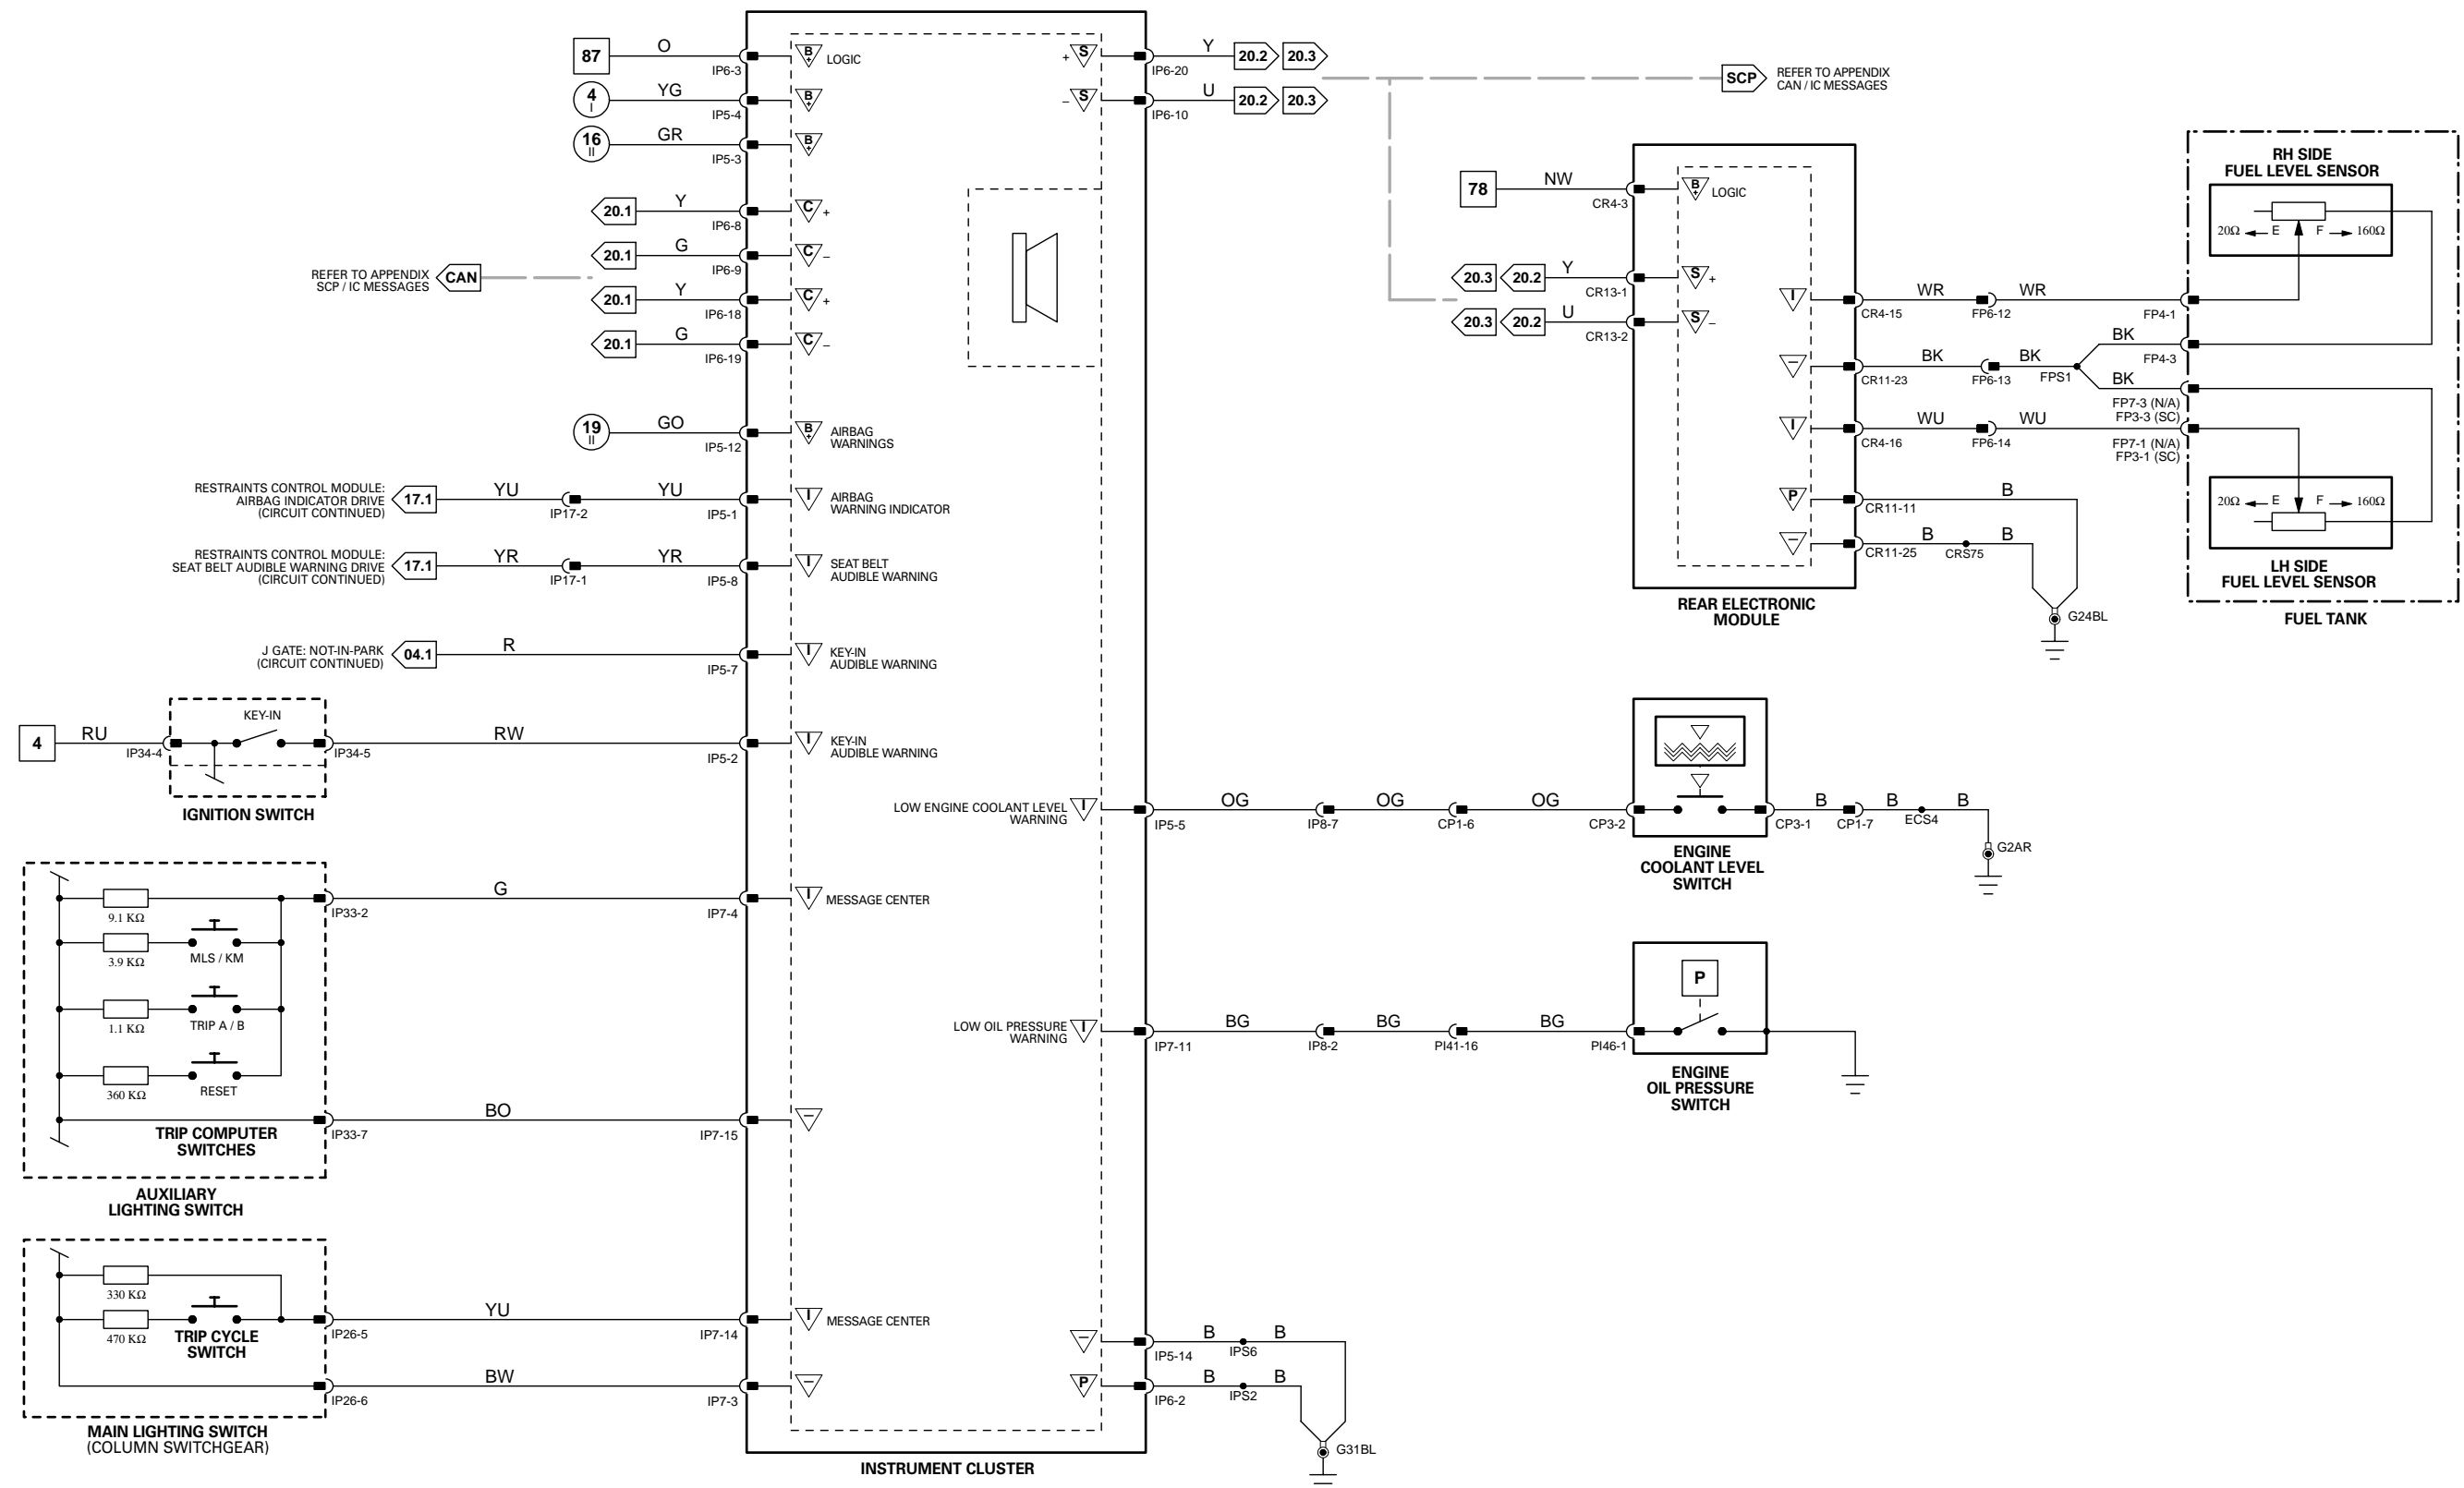 87
O
IP6-3
B+
LOGIC
4
I
YG
IP5-4
B+
16
II
GR
IP5-3
B+
20.1
Y
IP6-8
C
+
20.1
G
IP6-9
C
–
REFER TO APPENDIX
SCP / IC MESSAGES
CAN
20.1
Y
IP6-18
C
+
20.1
G
IP6-19
C
–
19
II
GO
IP5-12
B+
AIRBAG
WARNINGS
RESTRAINTS CONTROL MODULE:
AIRBAG INDICATOR DRIVE
(CIRCUIT CONTINUED)
17.1
YU
IP17-2
YU
IP5-1
I
AIRBAG
WARNING INDICATOR
RESTRAINTS CONTROL MODULE:
SEAT BELT AUDIBLE WARNING DRIVE
(CIRCUIT CONTINUED)
17.1
YR
IP17-1
YR
IP5-8
I
SEAT BELT
AUDIBLE WARNING
J GATE: NOT-IN-PARK
(CIRCUIT CONTINUED)
04.1
R
IP5-7
I
KEY-IN
AUDIBLE WARNING
4
RU
IP34-4
KEY-IN
IP34-5
IGNITION SWITCH
RW
IP5-2
I
KEY-IN
AUDIBLE WARNING
9.1 KΩ
3.9 KΩ
MLS / KM
1.1 KΩ
TRIP A / B
360 KΩ
RESET
IP33-2
G
IP7-4
I
MESSAGE CENTER
TRIP COMPUTER
SWITCHES
IP33-7
BO
IP7-15
–
AUXILIARY
LIGHTING SWITCH
330 KΩ
470 KΩ
TRIP CYCLE
SWITCH
IP26-5
YU
IP7-14
I
MESSAGE CENTER
IP26-6
BW
IP7-3
–
MAIN LIGHTING SWITCH
(COLUMN SWITCHGEAR)
INSTRUMENT CLUSTER
+
S
IP6-20
Y
20.2
20.3
–
S
IP6-10
U
20.2
20.3
SCP
REFER TO APPENDIX
CAN / IC MESSAGES
78
NW
CR4-3
B+
LOGIC
20.3
20.2
Y
CR13-1
S
+
20.3
20.2
U
CR13-2
S
–
I
CR4-15
WR
FP6-12
WR
FP4-1
–
CR11-23
BK
FP6-13
BK
FPS1
BK
FP4-3
BK
FP7-3 (N/A)
FP3-3 (SC)
I
CR4-16
WU
FP6-14
WU
FP7-1 (N/A)
FP3-1 (SC)
P
CR11-11
B
–
CR11-25
B
CRS75
B
G24BL
REAR ELECTRONIC
MODULE
RH SIDE
FUEL LEVEL SENSOR
20Ω
E
F
160Ω
20Ω
E
F
160Ω
LH SIDE
FUEL LEVEL SENSOR
FUEL TANK
LOW ENGINE COOLANT LEVEL
WARNING
I
IP5-5
OG
IP8-7
OG
CP1-6
OG
CP3-2
CP3-1
B
CP1-7
B
ECS4
B
G2AR
ENGINE
COOLANT LEVEL
SWITCH
LOW OIL PRESSURE
WARNING
I
IP7-11
BG
IP8-2
BG
PI41-16
BG
PI46-1
P
ENGINE
OIL PRESSURE
SWITCH
–
IP5-14
B
IPS6
B
P
IP6-2
B
IPS2
B
G31BL